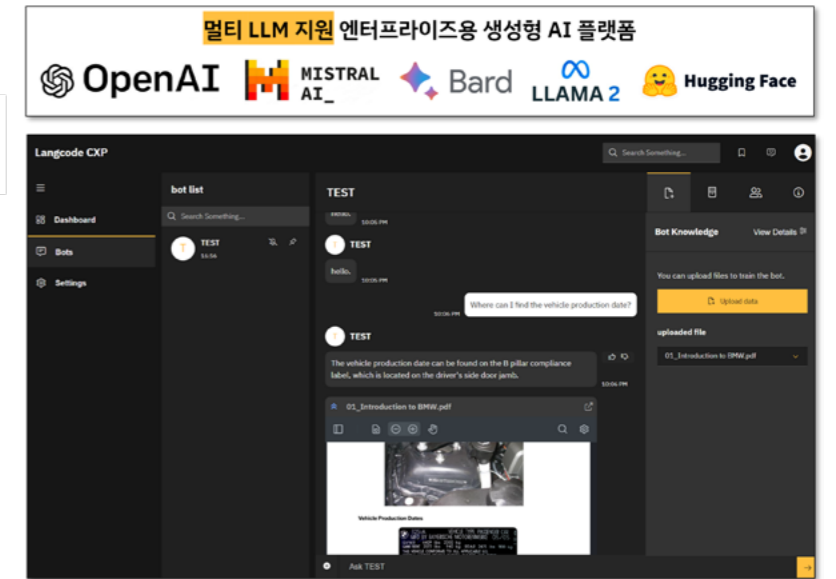 멀티 LLM 지원 엔터프라이즈용 생성형 AI 플랫폼
OpenAI
MISTRAL
AI_
Bard
LLAMA 2
Hugging Face
Langcode CXP
Search Something...
Dashboard
Bots
Settings
bot list
Search Something...
T
TEST
16:56
TEST
hello.
10:05 PM
T
TEST
hello.
10:05 PM
Where can I find the vehicle production date?
10:06 PM
T
TEST
The vehicle production date can be found on the B pillar compliance
label, which is located on the driver's side door jamb.
10:06 PM
01_Introduction to BMW.pdf
Vehicle Production Dates
Ask TEST
Bot Knowledge
View Details
You can upload files to train the bot.
Upload data
uploaded file
01_Introduction to BMW.pdf